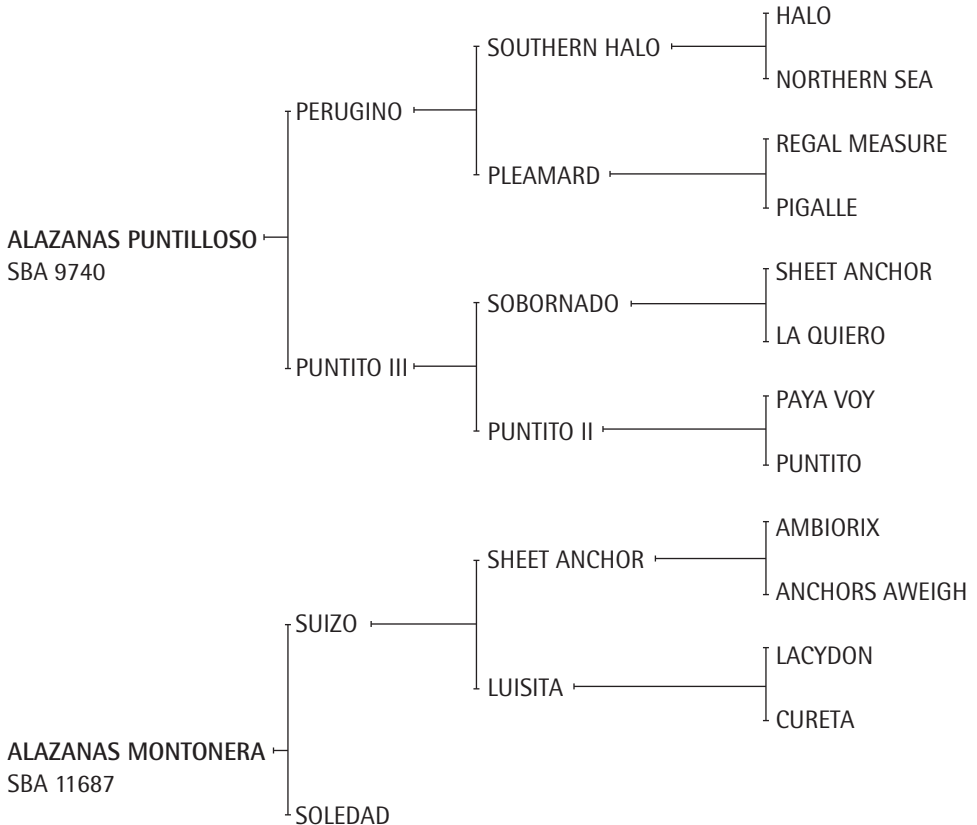 HALO
SOUTHERN HALO
NORTHERN SEA
PERUGINO
REGAL MEASURE
PLEAMARD
PIGALLE
ALAZANAS PUNTILLOSO
SBA 9740
SHEET ANCHOR
SOBORNADO
LA QUIERO
PUNTITO III
PAYA VOY
PUNTITO II
PUNTITO
AMBIORIX
SHEET ANCHOR
ANCHORS AWEIGH
SUIZO
LACYDON
LUISITA
CURETA
ALAZANAS MONTONERA
SBA 11687
SOLEDAD